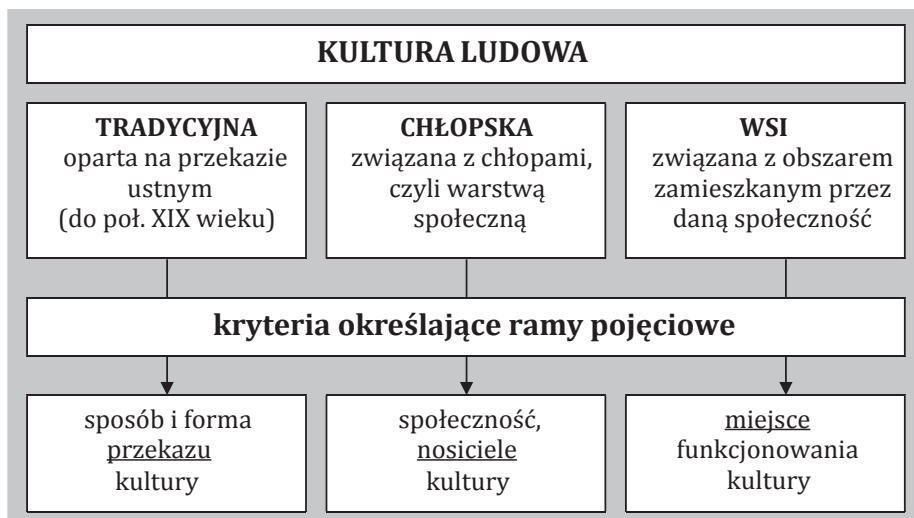 KULTURA LUDOWA
TRADYCYJNA
oparta na przekazie
ustnym
(do poł. XIX wieku)
CHŁOPSKA
związana z chłopami,
czyli warstwą
społeczną
WSI
związana z obszarem
zamieszkanym przez
daną społeczność
kryteria określające ramy pojęciowe
sposób i forma
przekazu
kultury
społeczność,
nosiciele
kultury
miejsce
funkcjonowania
kultury